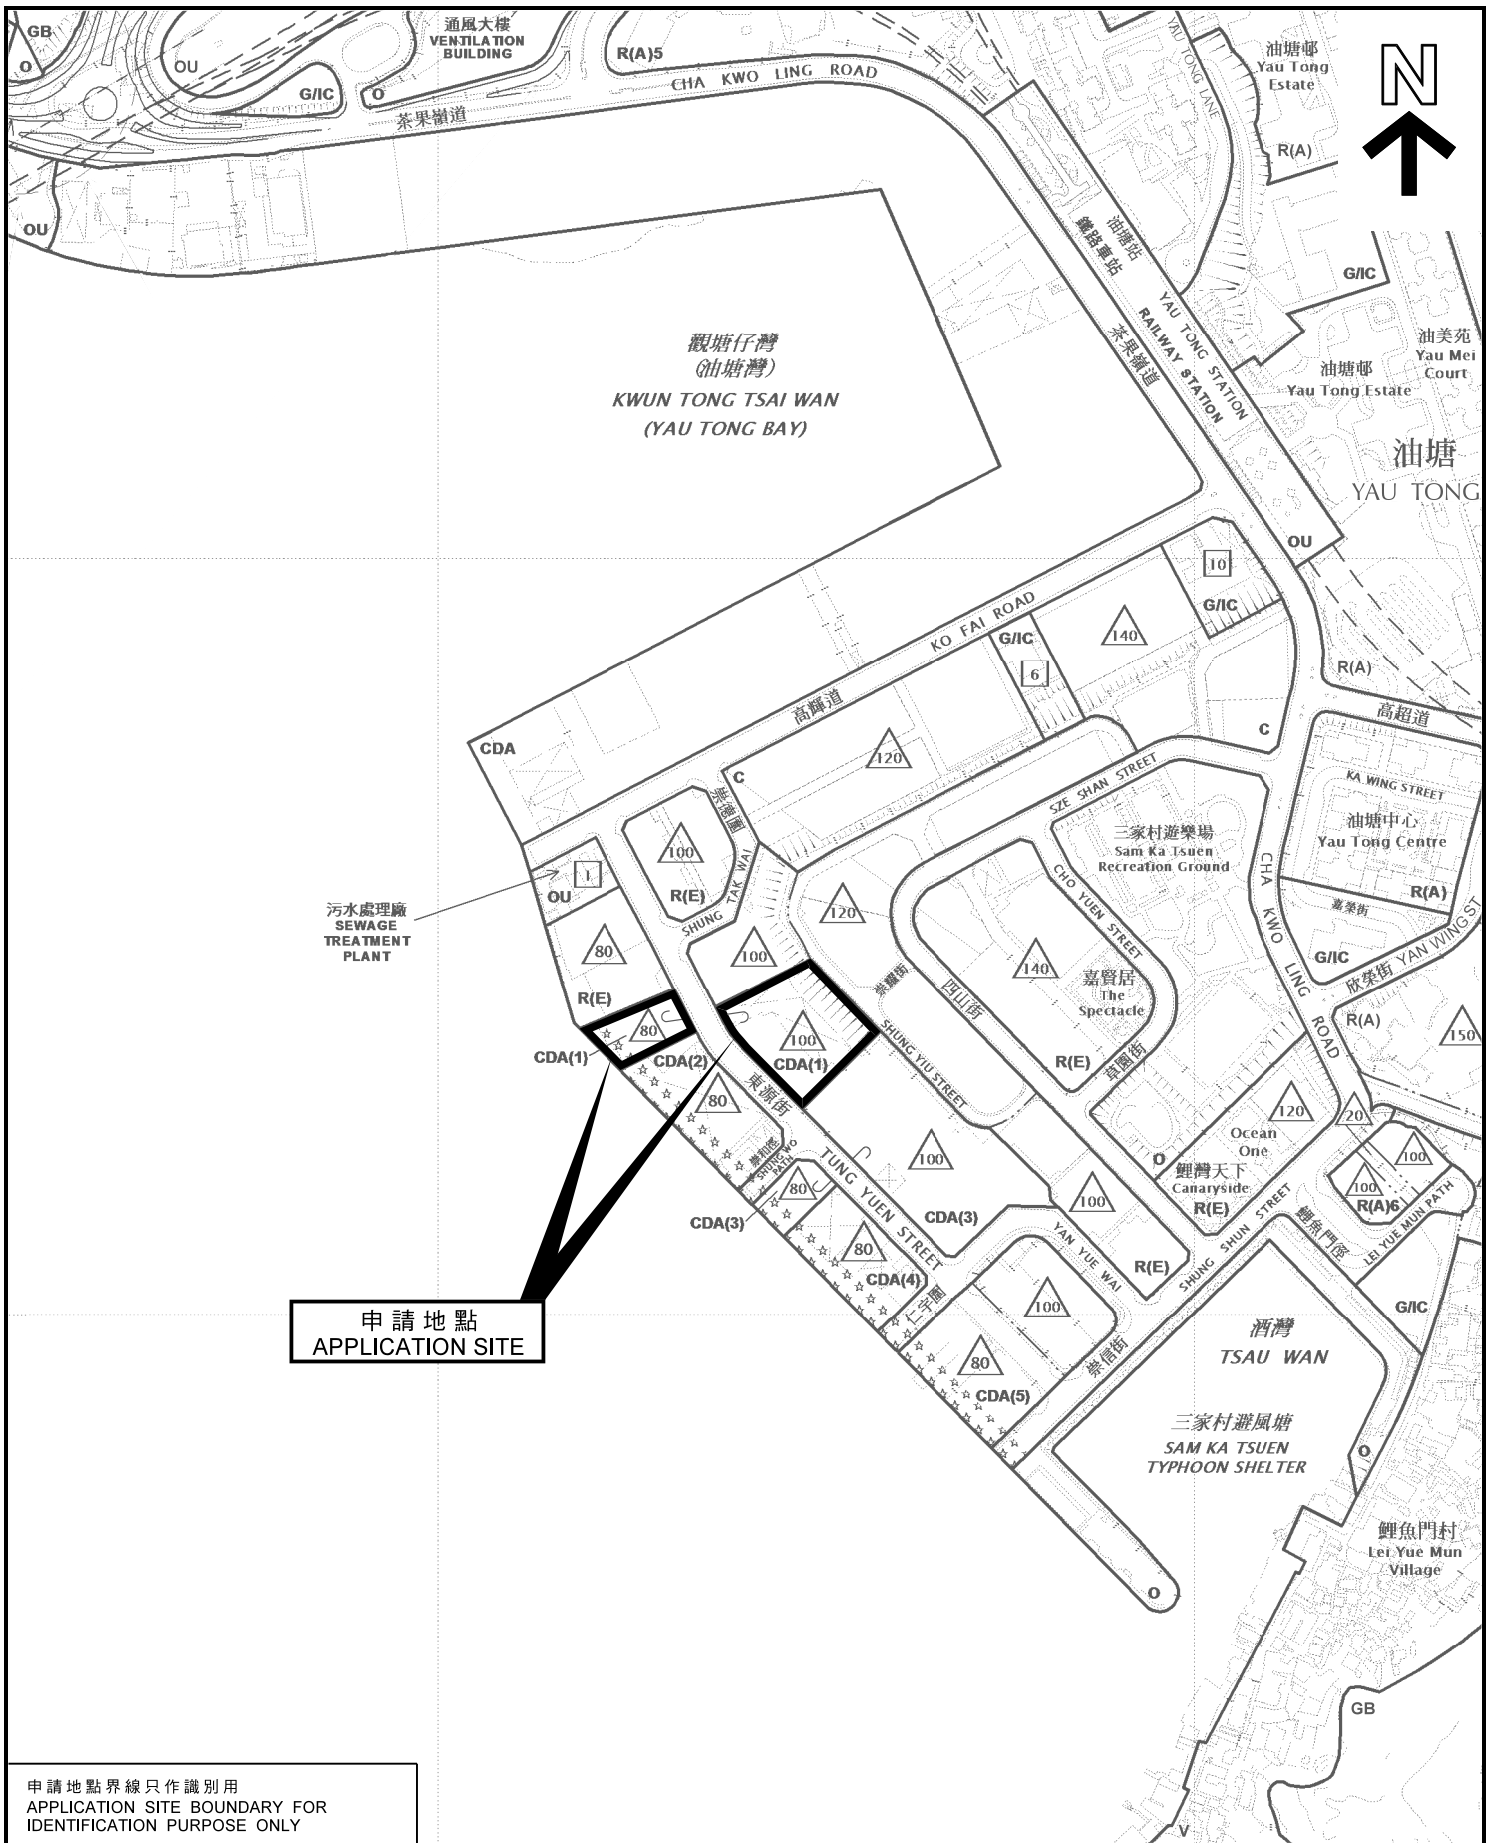 GB
O
OU
通風大樓
VENTILATION
BUILDING
R(A)5
G/IC
O
茶果嶺道
CHA KWO LING ROAD
YAU TONG LANE
油塘邨
Yau Tong
Estate
R(A)
N
OU
油塘站
鐵路車站
YAU TONG STATION
RAILWAY STATION
茶果嶺道
G/IC
油美苑
Yau Mei
Court
油塘邨
Yau Tong Estate
油塘
YAU TONG
觀塘仔灣
(油塘灣)
KWUN TONG TSAI WAN
(YAU TONG BAY)
OU
10
G/IC
KO FAI ROAD
高輝道
G/IC
6
140
R(A)
高超道
C
CDA
120
C
SZE SHAN STREET
KA WING STREET
油塘中心
Yau Tong Centre
R(A)
嘉榮街
G/IC
欣榮街 YAN WING ST
三家村遊樂場
Sam Ka Tsuen
Recreation Ground
CHA KWO LING ROAD
崇德圍
SHUNG TAK WAI
100
R(E)
1
OU
污水處理廠
SEWAGE
TREATMENT
PLANT
80
R(E)
100
120
崇耀街
SHUNG YIU STREET
四山街
CHO YUEN STREET
140
嘉賢居
The
Spectacle
R(E)
草園街
R(A)
150
80
CDA(1)
CDA(2)
100
CDA(1)
80
東源街
TUNG YUEN STREET
崇和徑
SHUNG WO
PATH
80
CDA(3)
100
CDA(3)
80
CDA(4)
仁宇圍
YAN YUE WAI
100
R(E)
O
120
Ocean
One
鯉灣天下
Canaryside
R(E)
20
100
100
R(A)6
LEI YUE MUN PATH
鯉魚門徑
SHUNG SHUN STREET
崇信街
100
80
CDA(5)
G/IC
酒灣
TSAU WAN
三家村避風塘
SAM KA TSUEN
TYPHOON SHELTER
O
O
鯉魚門村
Lei Yue Mun
Village
GB
V
申請地點
APPLICATION SITE
申請地點界線只作識別用
APPLICATION SITE BOUNDARY FOR
IDENTIFICATION PURPOSE ONLY